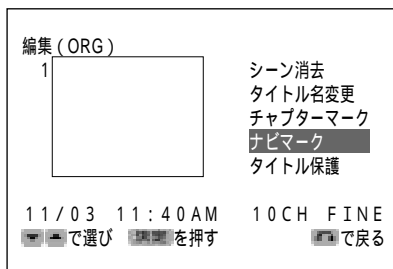 編集(ORG)
1
シーン消去
タイトル名変更
チャプターマーク
ナビマーク
タイトル保護
11/03 11:40AM 10CH FINE
で選び 決定 を押す で戻る